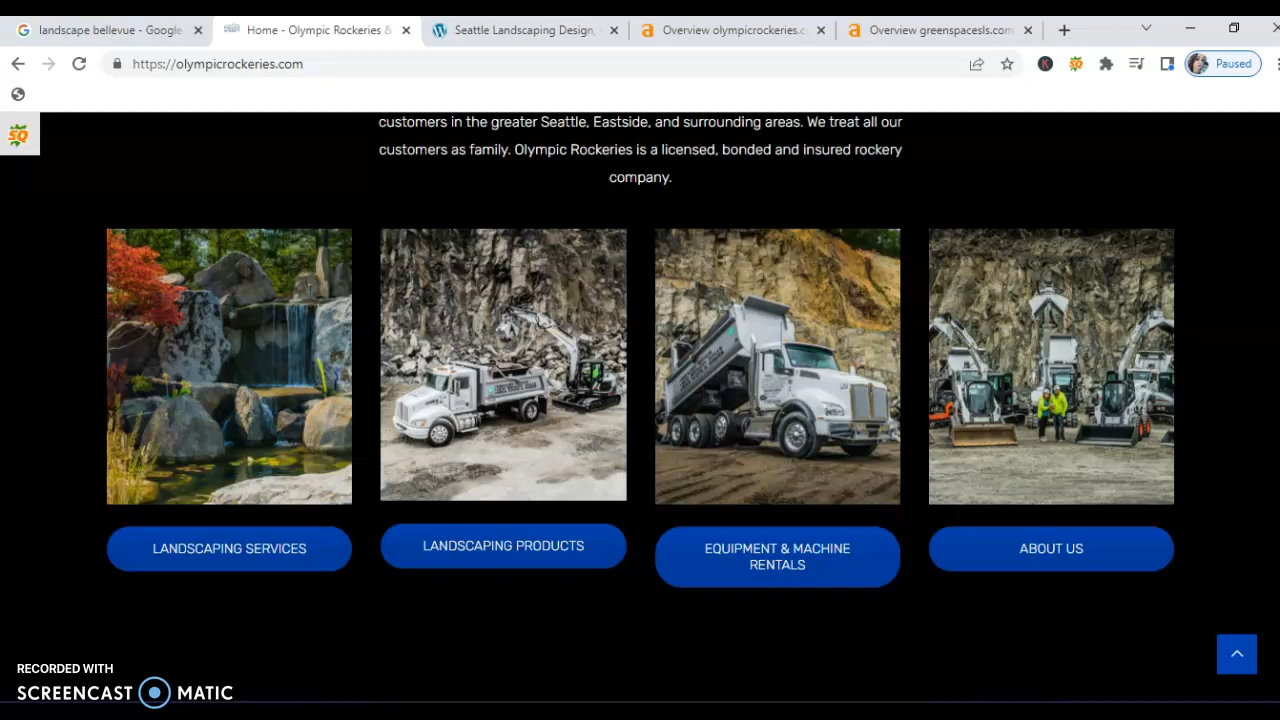 landscape bellevue - Google
Home - Olympic Rockeries &
Seattle Landscaping Design,
Overview olympicrockeries.c
Overview greenspacesls.com
https://olympicrockeries.com
Paused
SQ
customers in the greater Seattle, Eastside, and surrounding areas. We treat all our
customers as family. Olympic Rockeries is a licensed, bonded and insured rockery
company.
LANDSCAPING SERVICES
LANDSCAPING PRODUCTS
EQUIPMENT & MACHINE
RENTALS
ABOUT US
RECORDED WITH
SCREENCAST MATIC